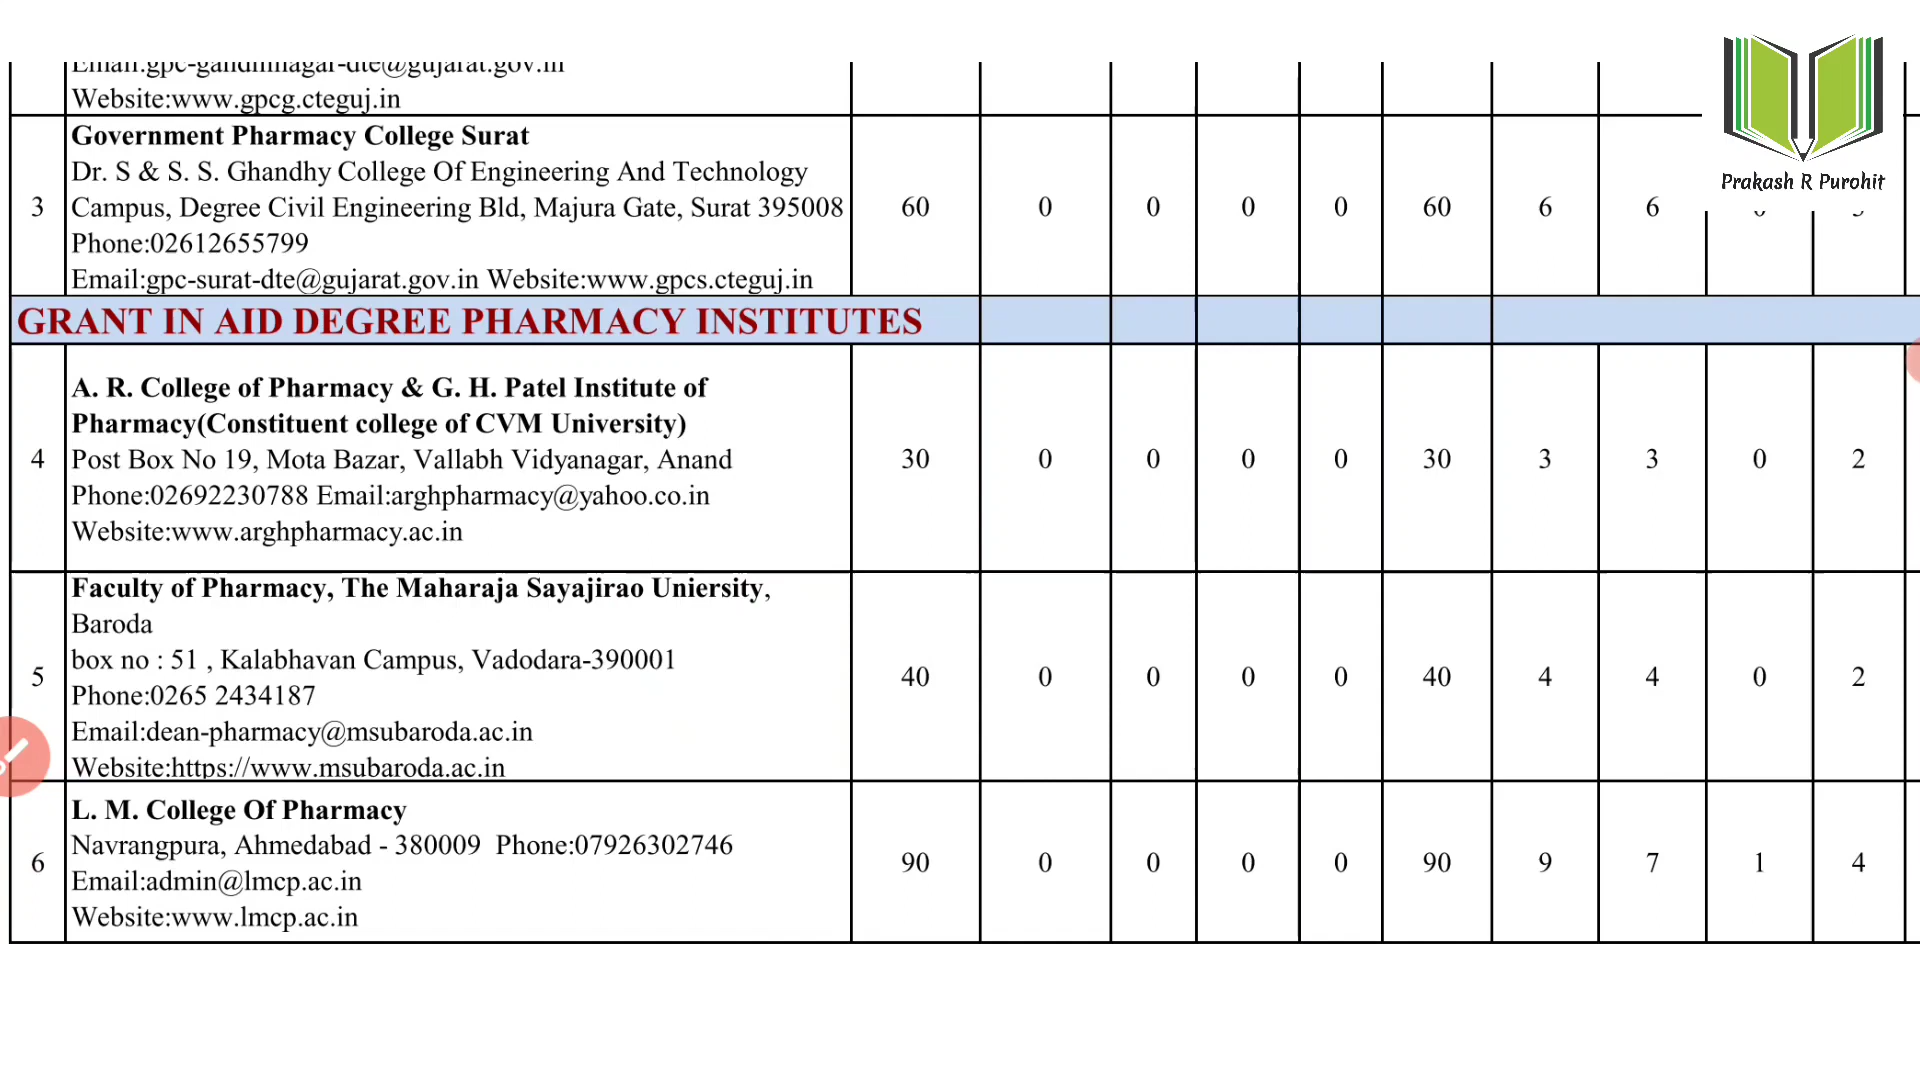 Email:gpc-gandhinagar-dte@gujarat.gov.in
Website:www.gpcg.cteguj.in
Prakash R Purohit
3
Government Pharmacy College Surat
Dr. S & S. S. Ghandhy College Of Engineering And Technology
Campus, Degree Civil Engineering Bld, Majura Gate, Surat 395008
Phone:02612655799
Email:gpc-surat-dte@gujarat.gov.in Website:www.gpcs.cteguj.in
60 0 0 0 0 60 6 6
GRANT IN AID DEGREE PHARMACY INSTITUTES
4
A. R. College of Pharmacy & G. H. Patel Institute of
Pharmacy(Constituent college of CVM University)
Post Box No 19, Mota Bazar, Vallabh Vidyanagar, Anand
Phone:02692230788 Email:arghpharmacy@yahoo.co.in
Website:www.arghpharmacy.ac.in
30 0 0 0 0 30 3 3 0 2
5
Faculty of Pharmacy, The Maharaja Sayajirao Uniersity,
Baroda
box no : 51 , Kalabhavan Campus, Vadodara-390001
Phone:0265 2434187
Email:dean-pharmacy@msubaroda.ac.in
Website:https://www.msubaroda.ac.in
40 0 0 0 0 40 4 4 0 2
6
L. M. College Of Pharmacy
Navrangpura, Ahmedabad - 380009  Phone:07926302746
Email:admin@lmcp.ac.in
Website:www.lmcp.ac.in
90 0 0 0 0 90 9 7 1 4